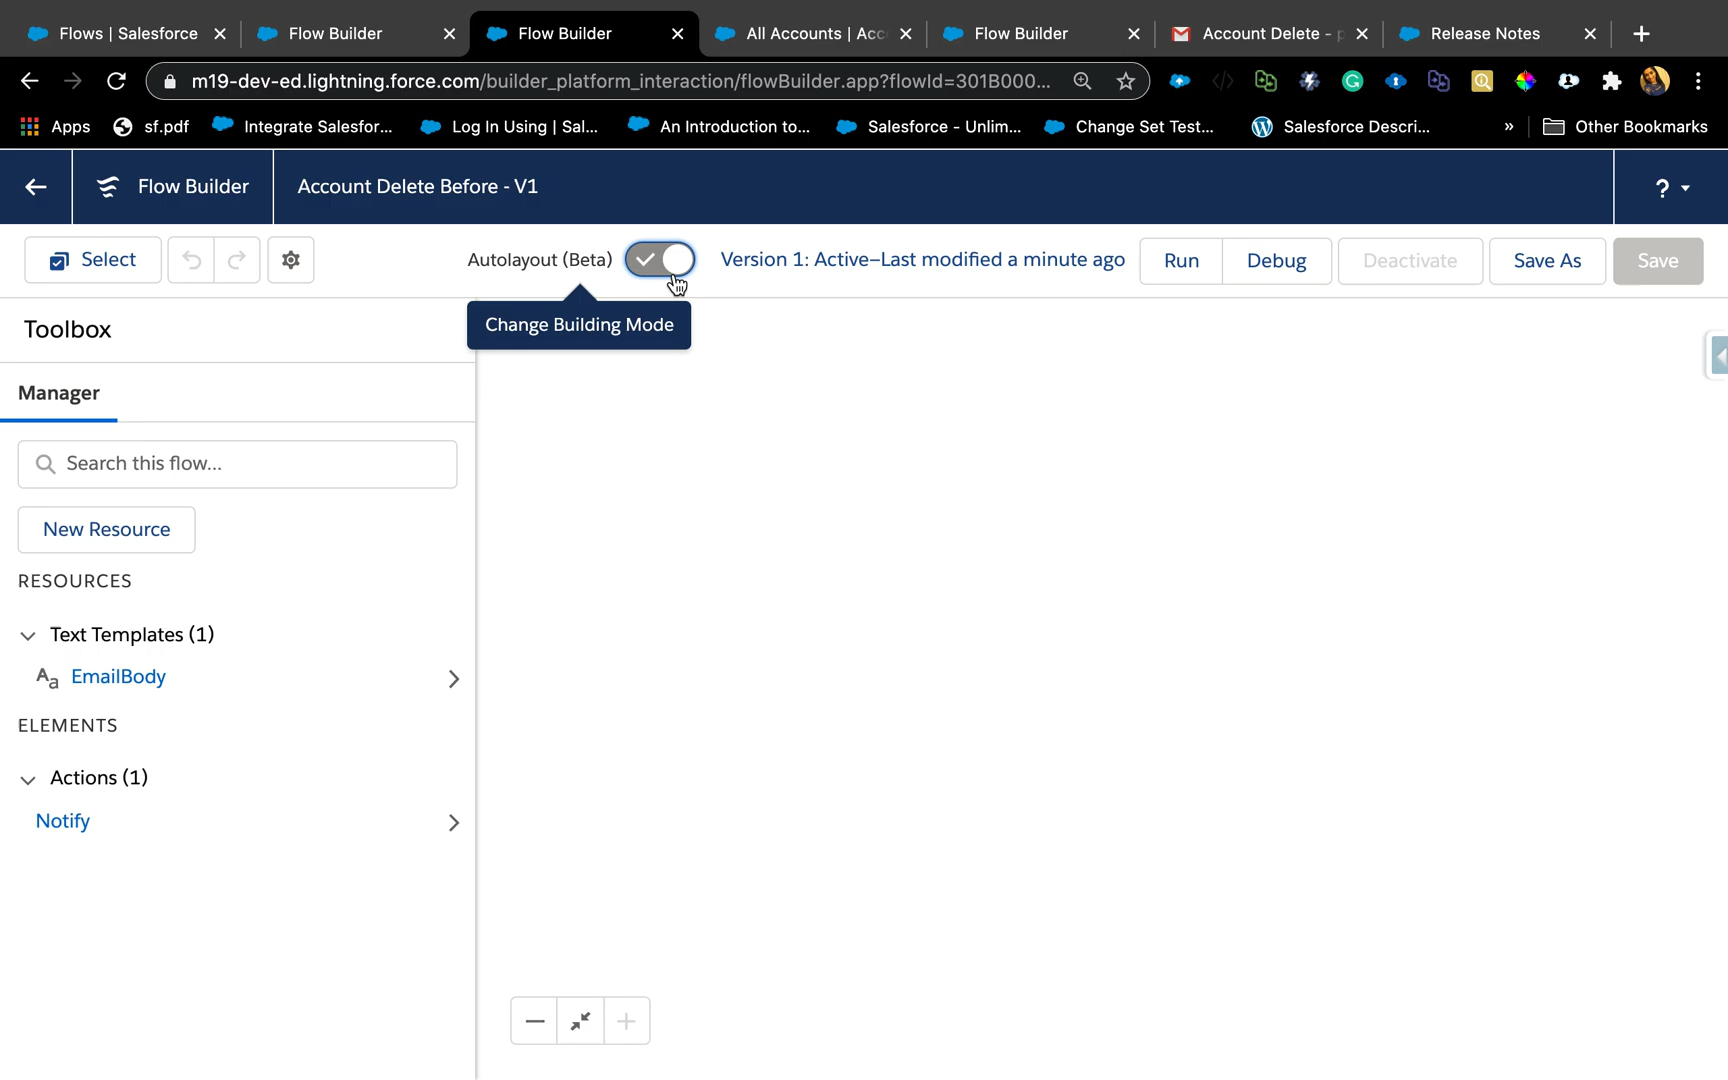 Flows | Salesforce
Flow Builder
Flow Builder
All Accounts | Acc
Flow Builder
Account Delete - p
Release Notes
m19-dev-ed.lightning.force.com/builder_platform_interaction/flowBuilder.app?flowId=301B000...
Apps
sf.pdf
Integrate Salesfor...
Log In Using | Sal...
An Introduction to...
Salesforce - Unlim...
Change Set Test...
Salesforce Descri...
»
Other Bookmarks
Flow Builder
Account Delete Before - V1
?
Select
Autolayout (Beta)
Version 1: Active–Last modified a minute ago
Run
Debug
Deactivate
Save As
Save
Change Building Mode
Toolbox
Manager
Search this flow...
New Resource
RESOURCES
Text Templates (1)
Aa EmailBody
ELEMENTS
Actions (1)
Notify